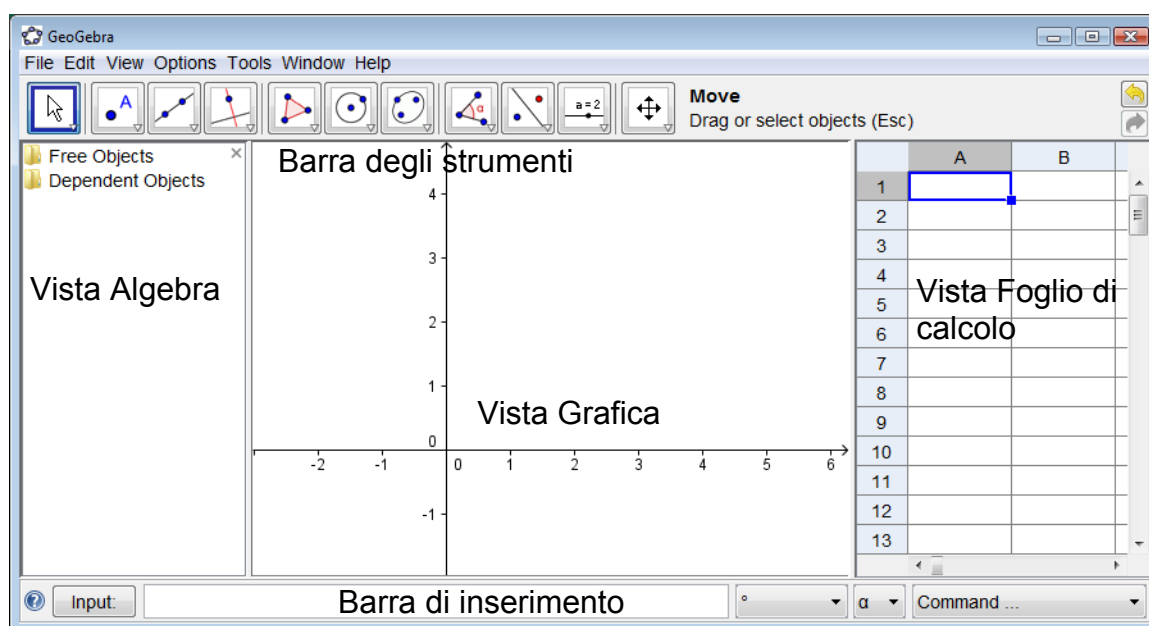 GeoGebra
File Edit View Options Tools Window Help
A
α
a = 2
Move
Drag or select objects (Esc)
Free Objects
Dependent Objects
Barra degli strumenti
Vista Algebra
4
3
2
1
0
-1
-2 -1 0 1 2 3 4 5 6
Vista Grafica
A B
1
2
3
4
5
6
7
8
9
10
11
12
13
Vista Foglio di
calcolo
Input:
Barra di inserimento
° α Command ...